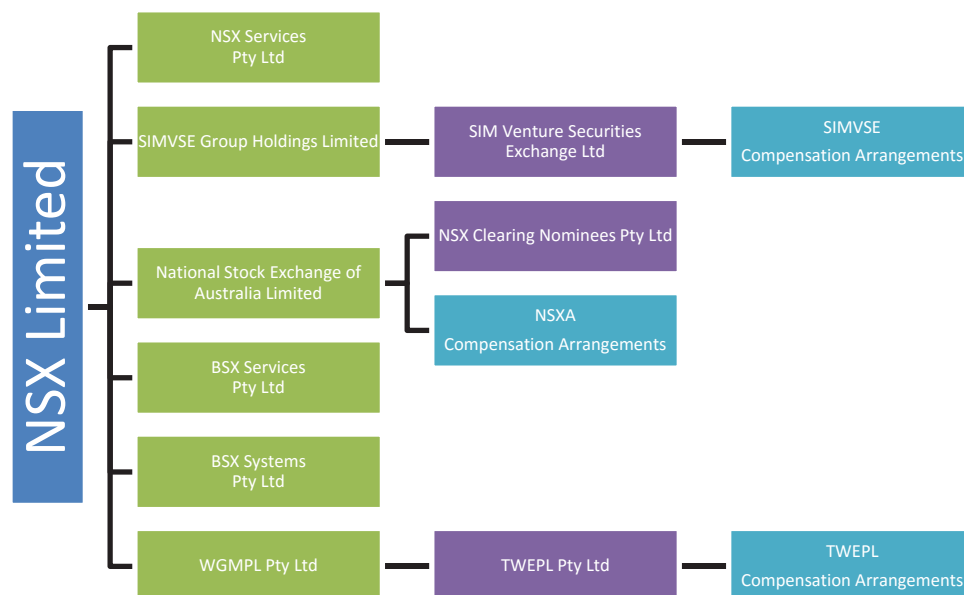 NSX Limited
NSX Services
Pty Ltd
SIMVSE Group Holdings Limited
SIM Venture Securities
Exchange Ltd
SIMVSE
Compensation Arrangements
National Stock Exchange of
Australia Limited
NSX Clearing Nominees Pty Ltd
NSXA
Compensation Arrangements
BSX Services
Pty Ltd
BSX Systems
Pty Ltd
WGMPL Pty Ltd
TWEPL Pty Ltd
TWEPL
Compensation Arrangements